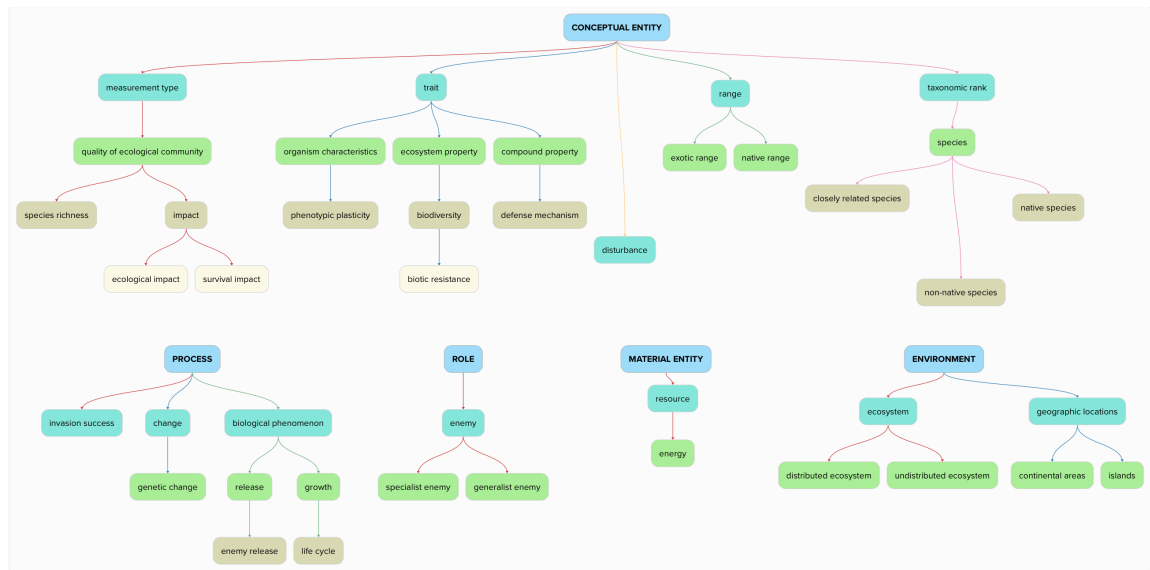 CONCEPTUAL ENTITY
measurement type
trait
range
taxonomic rank
quality of ecological community
organism characteristics
ecosystem property
compound property
exotic range
native range
species
species richness
impact
phenotypic plasticity
biodiversity
defense mechanism
closely related species
native species
disturbance
ecological impact
survival impact
biotic resistance
non-native species
PROCESS
ROLE
MATERIAL ENTITY
ENVIRONMENT
invasion success
change
biological phenomenon
enemy
resource
ecosystem
geographic locations
energy
genetic change
release
growth
specialist enemy
generalist enemy
distributed ecosystem
undistributed ecosystem
continental areas
islands
enemy release
life cycle